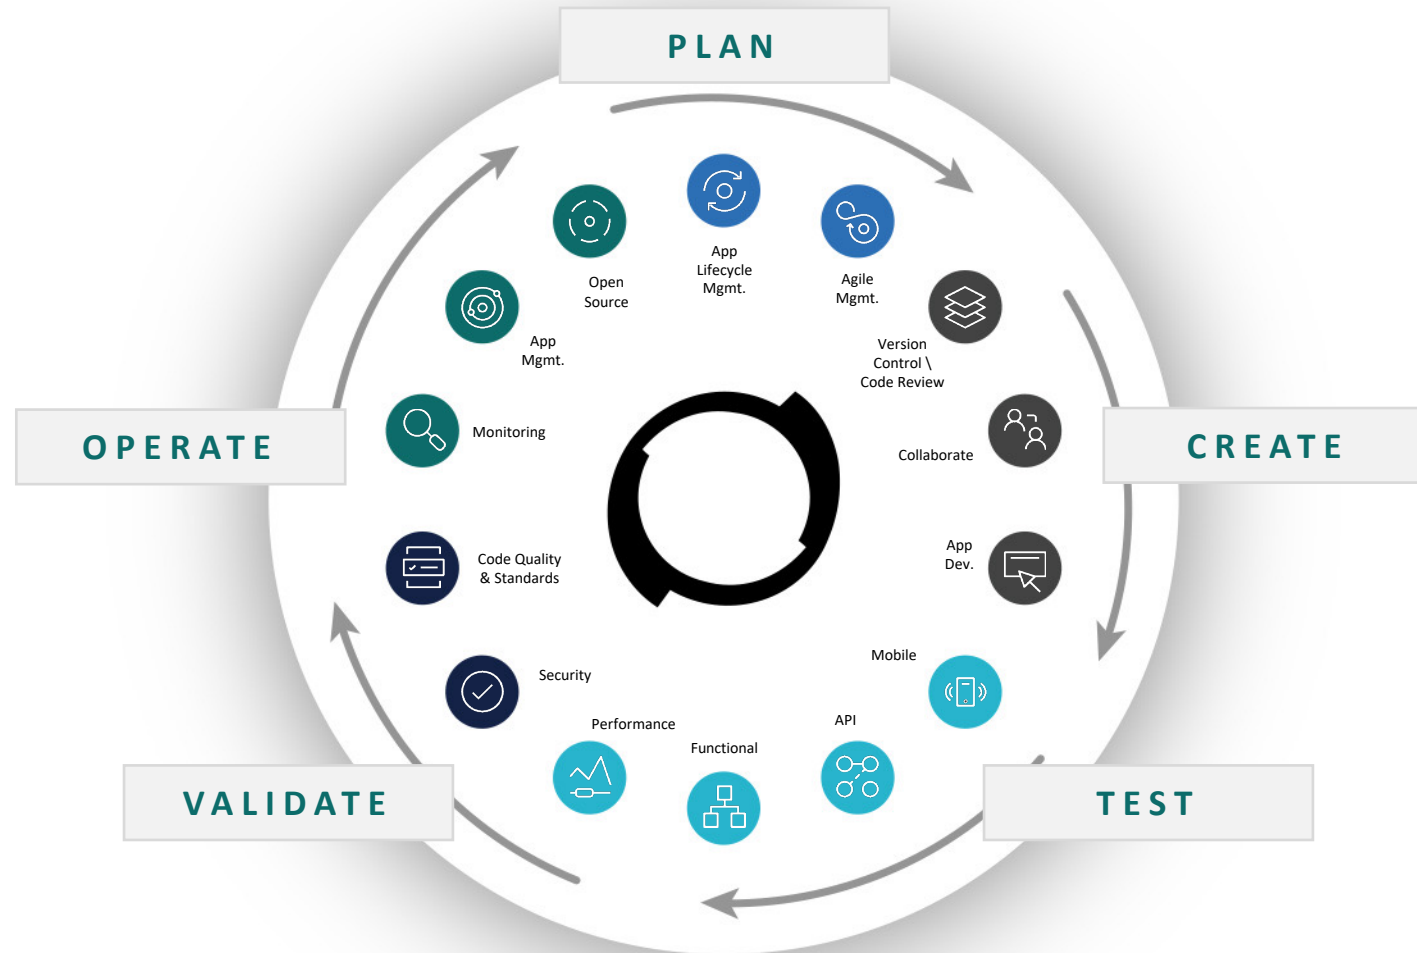 PLAN
App
Lifecycle
Mgmt.
Agile
Mgmt.
Version
Control \
Code Review
Collaborate
CREATE
App
Dev.
Mobile
TEST
API
Functional
Performance
VALIDATE
Security
Code Quality
& Standards
OPERATE
Monitoring
App
Mgmt.
Open
Source